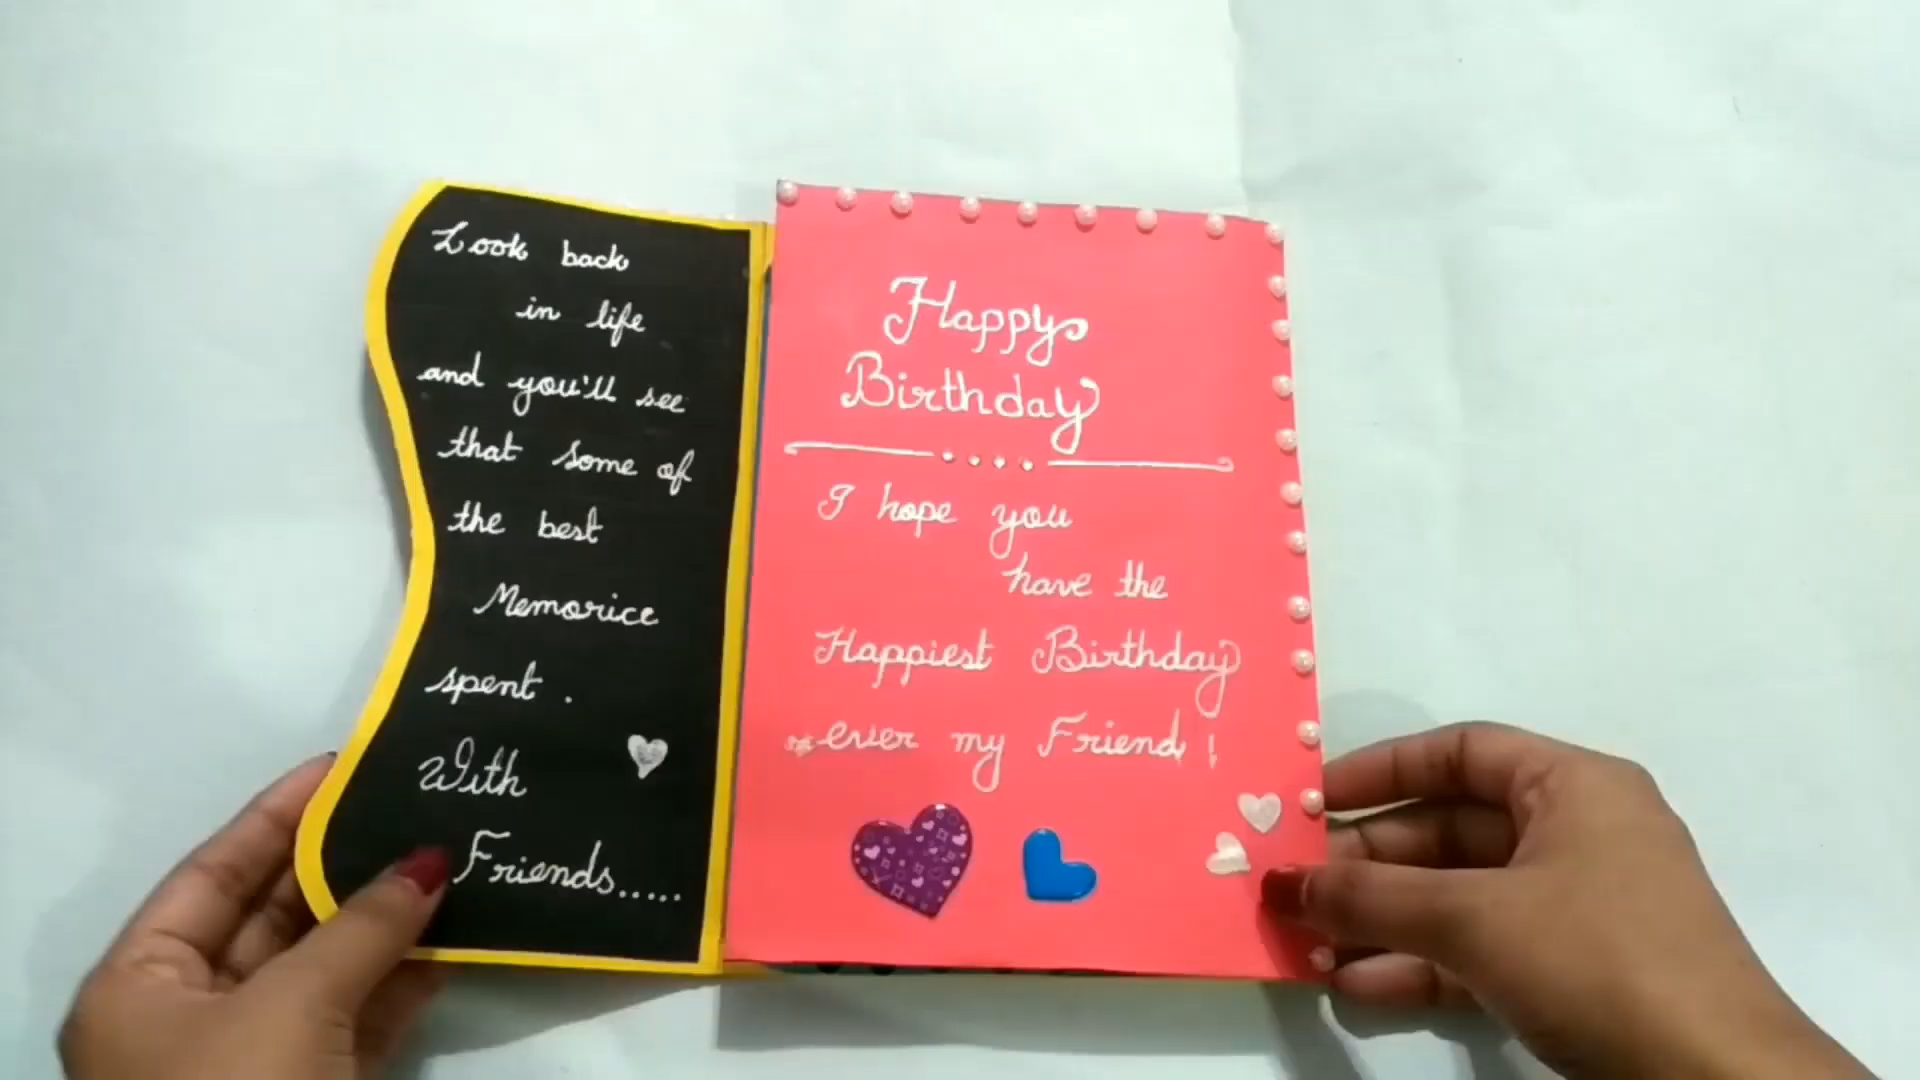 Look back
in life
and you'll see
that some of
the best
Memorice
spent.
With
Friends.....
Happy
Birthday
I hope you
have the
Happiest Birthday
ever my Friend!